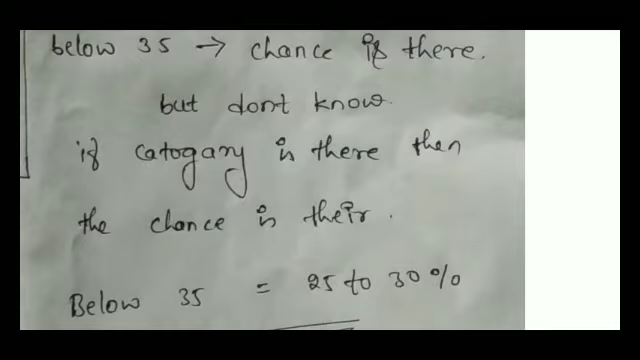 below 35 → chance is there.
but dont know.
if catogary is there then
the chance is their.
Below 35 = 25 to 30%